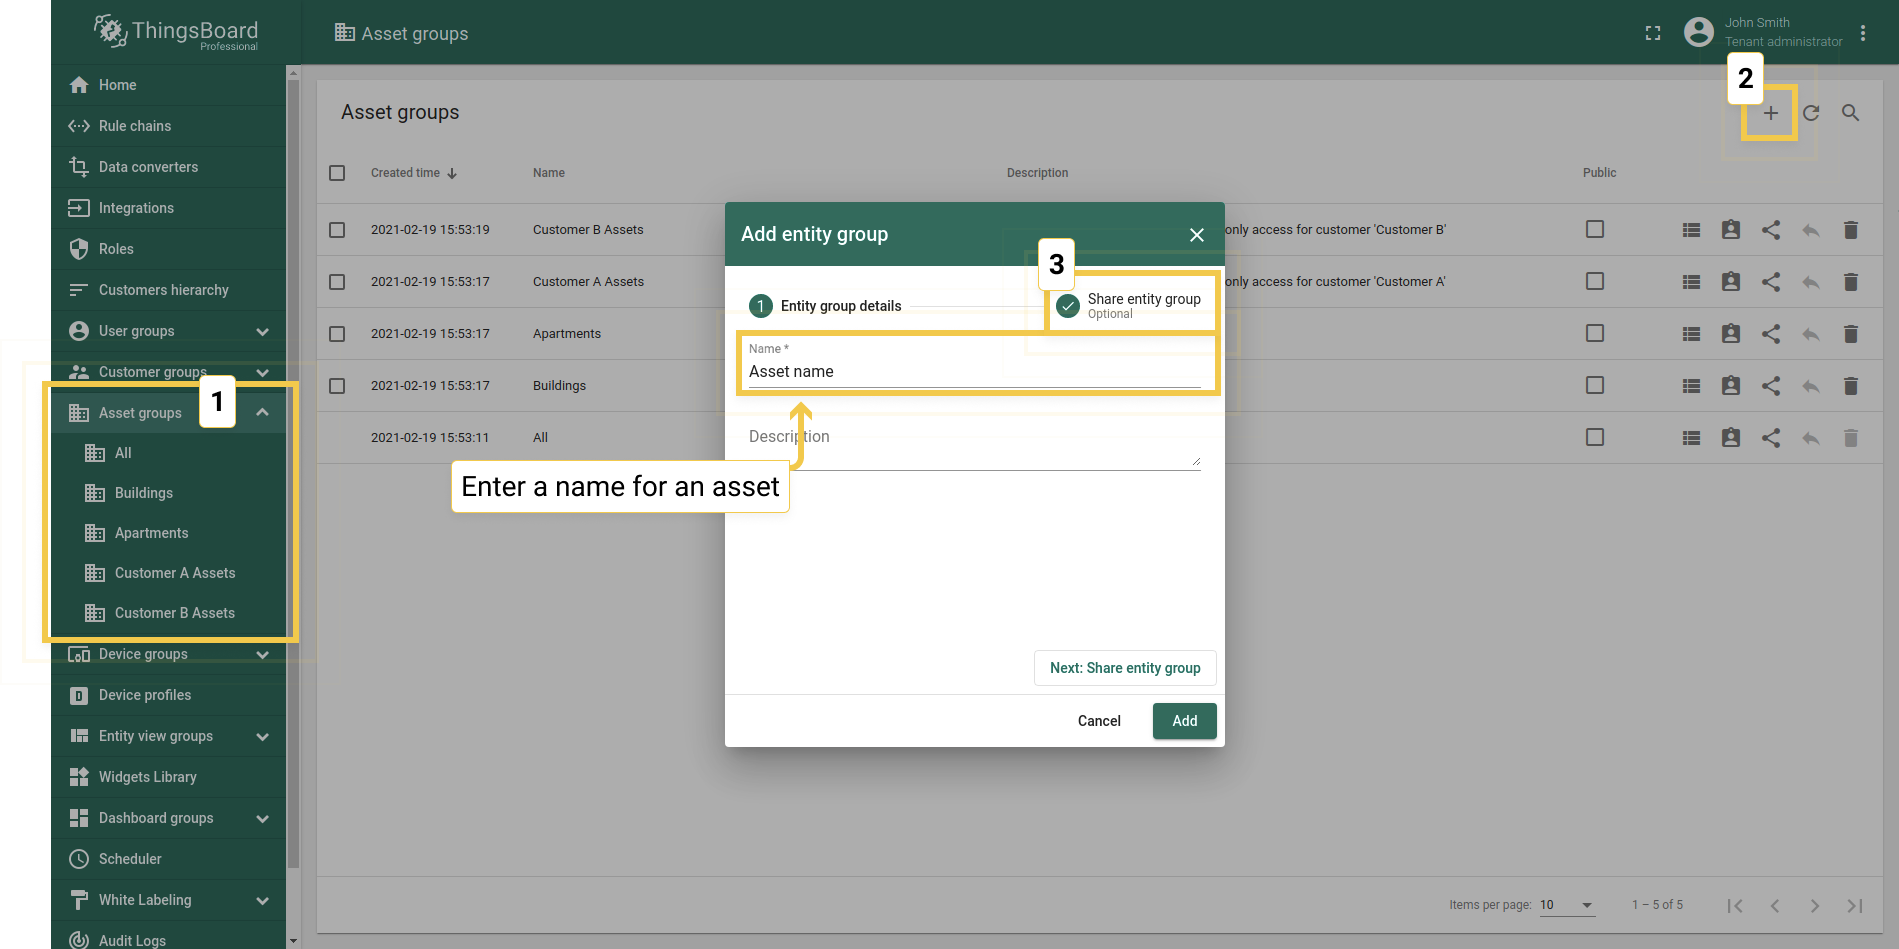 ThingsBoard
Professional
Asset groups
John Smith
Tenant administrator
Home
Rule chains
Data converters
Integrations
Roles
Customers hierarchy
User groups
Customer groups
1
Asset groups
All
Buildings
Apartments
Customer A Assets
Customer B Assets
Device groups
Device profiles
Entity view groups
Widgets Library
Dashboard groups
Scheduler
White Labeling
Audit Logs
2
Asset groups
Created time Name Description Public
2021-02-19 15:53:19 Customer B Assets only access for customer 'Customer B'
2021-02-19 15:53:17 Customer A Assets only access for customer 'Customer A'
2021-02-19 15:53:17 Apartments
2021-02-19 15:53:17 Buildings
2021-02-19 15:53:11 All
Add entity group
3
1 Entity group details
Share entity group
Optional
Name *
Asset name
Description
Enter a name for an asset
Next: Share entity group
Cancel Add
Items per page: 10 1 – 5 of 5